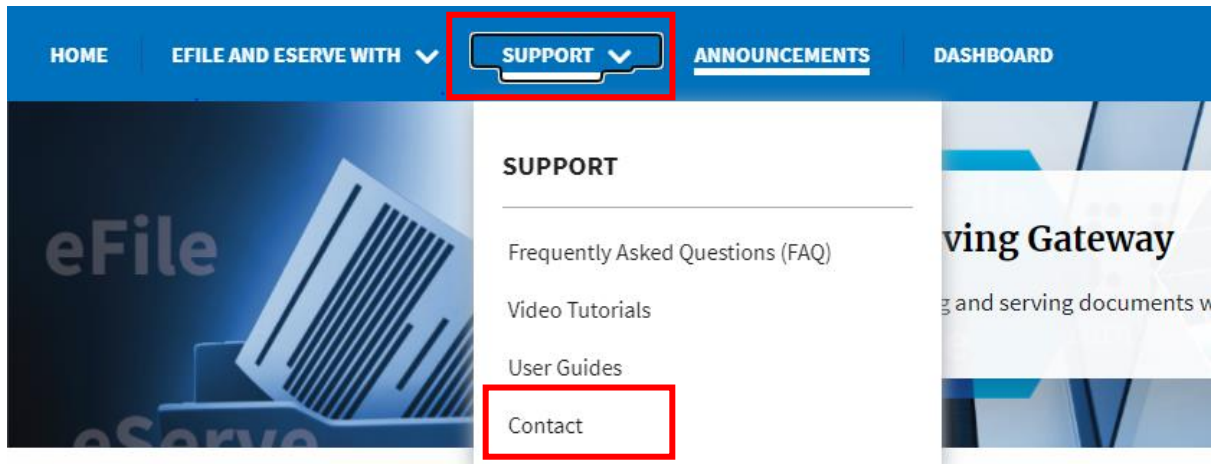 HOME EFILE AND ESERVE WITH SUPPORT ANNOUNCEMENTS DASHBOARD
eFile
eServe
SUPPORT
Frequently Asked Questions (FAQ)
Video Tutorials
User Guides
Contact
ving Gateway
and serving documents